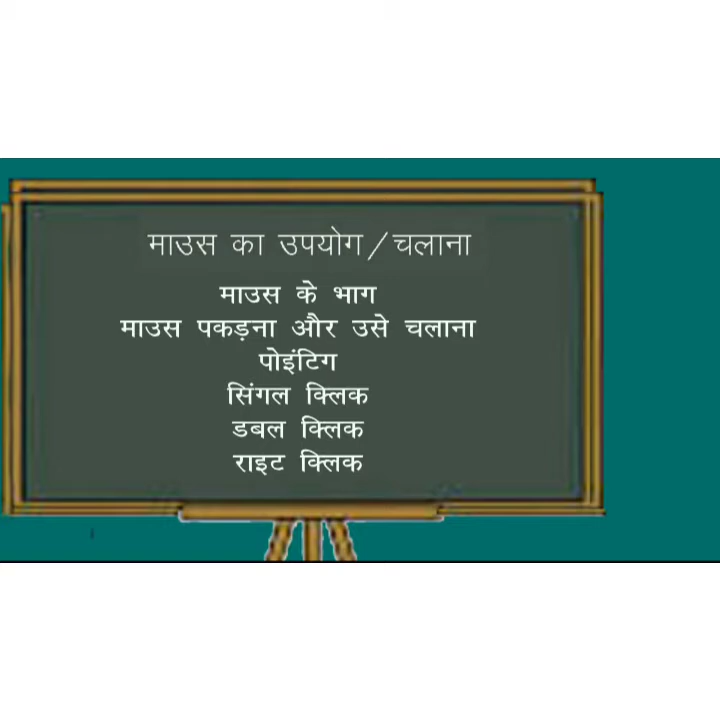 माउस का उपयोग/चलाना
माउस के भाग
माउस पकड़ना और उसे चलाना
पोइंटिग
सिंगल क्लिक
डबल क्लिक
राइट क्लिक